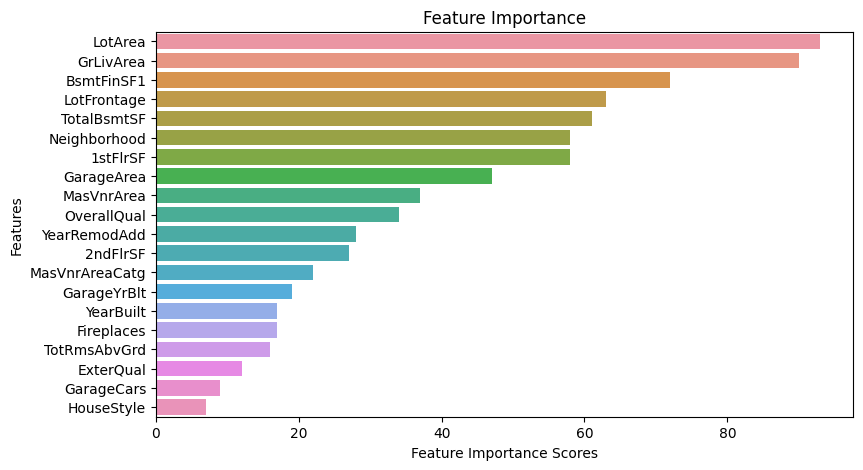 Feature Importance
Features
LotArea
GrLivArea
BsmtFinSF1
LotFrontage
TotalBsmtSF
Neighborhood
1stFlrSF
GarageArea
MasVnrArea
OverallQual
YearRemodAdd
2ndFlrSF
MasVnrAreaCatg
GarageYrBlt
YearBuilt
Fireplaces
TotRmsAbvGrd
ExterQual
GarageCars
HouseStyle
0 20 40 60 80
Feature Importance Scores